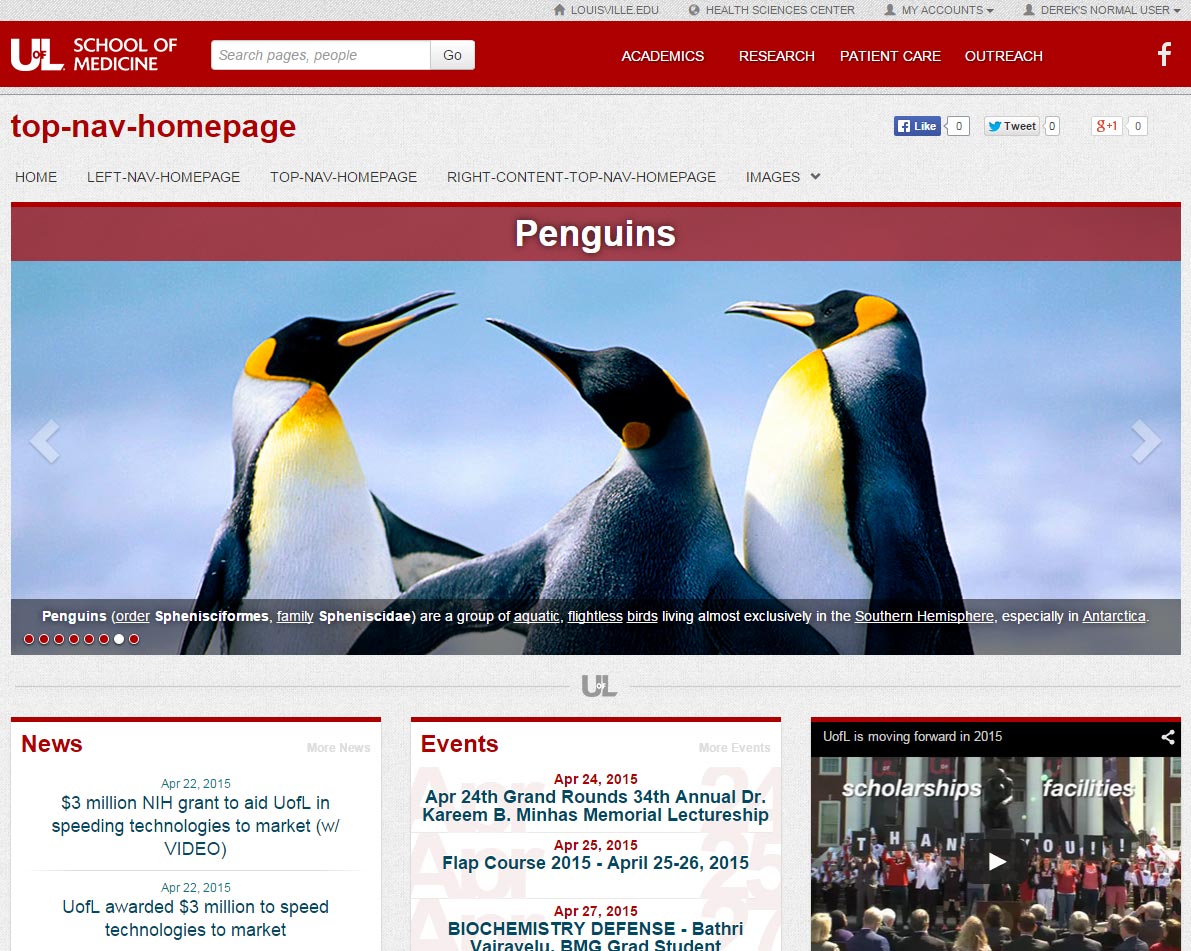 LOUISVILLE.EDU HEALTH SCIENCES CENTER MY ACCOUNTS DEREK'S NORMAL USER
UofL SCHOOL OF
MEDICINE
Search pages, people Go
ACADEMICS RESEARCH PATIENT CARE OUTREACH
top-nav-homepage
Like 0 Tweet 0 g+1 0
HOME LEFT-NAV-HOMEPAGE TOP-NAV-HOMEPAGE RIGHT-CONTENT-TOP-NAV-HOMEPAGE IMAGES
Penguins
Penguins (order Sphenisciformes, family Spheniscidae) are a group of aquatic, flightless birds living almost exclusively in the Southern Hemisphere, especially in Antarctica.
UofL
News More News
Apr 22, 2015
$3 million NIH grant to aid UofL in
speeding technologies to market (w/
VIDEO)
Apr 22, 2015
UofL awarded $3 million to speed
technologies to market
Events More Events
Apr 24
Apr 24, 2015
Apr 24th Grand Rounds 34th Annual Dr.
Kareem B. Minhas Memorial Lectureship
Apr 25
Apr 25, 2015
Flap Course 2015 - April 25-26, 2015
Apr 27
Apr 27, 2015
BIOCHEMISTRY DEFENSE - Bathri
Vajravelu, BMG Grad Student
UofL is moving forward in 2015
scholarships facilities
THANK YOU!!